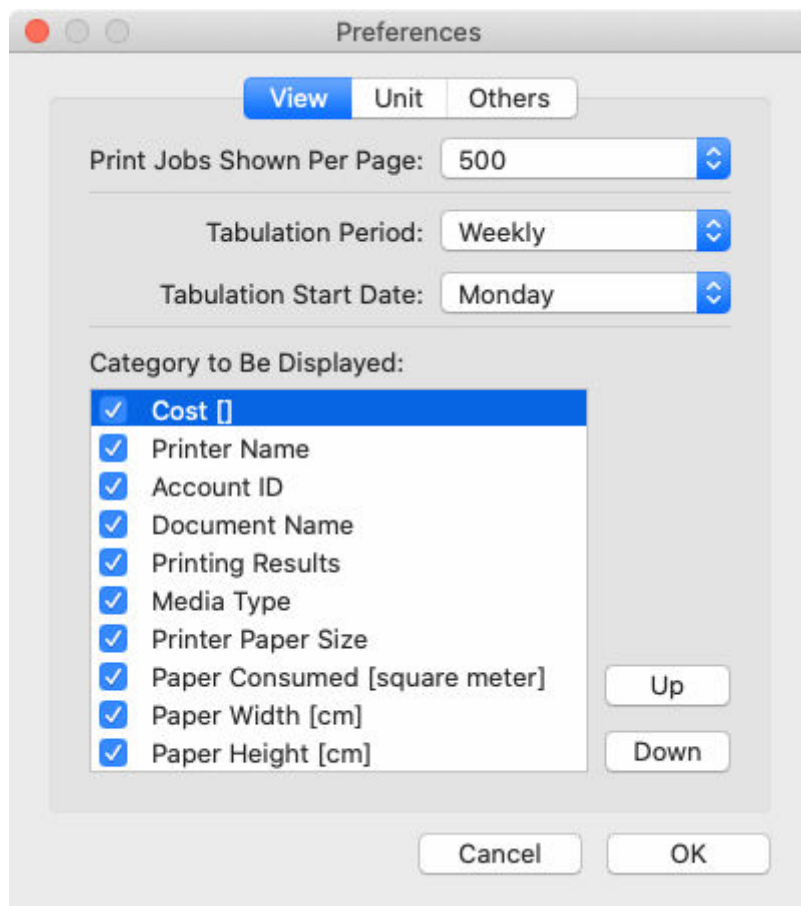 Preferences
View Unit Others
Print Jobs Shown Per Page: 500
Tabulation Period: Weekly
Tabulation Start Date: Monday
Category to Be Displayed:
Cost []
Printer Name
Account ID
Document Name
Printing Results
Media Type
Printer Paper Size
Paper Consumed [square meter]
Up
Paper Width [cm]
Paper Height [cm]
Down
Cancel OK